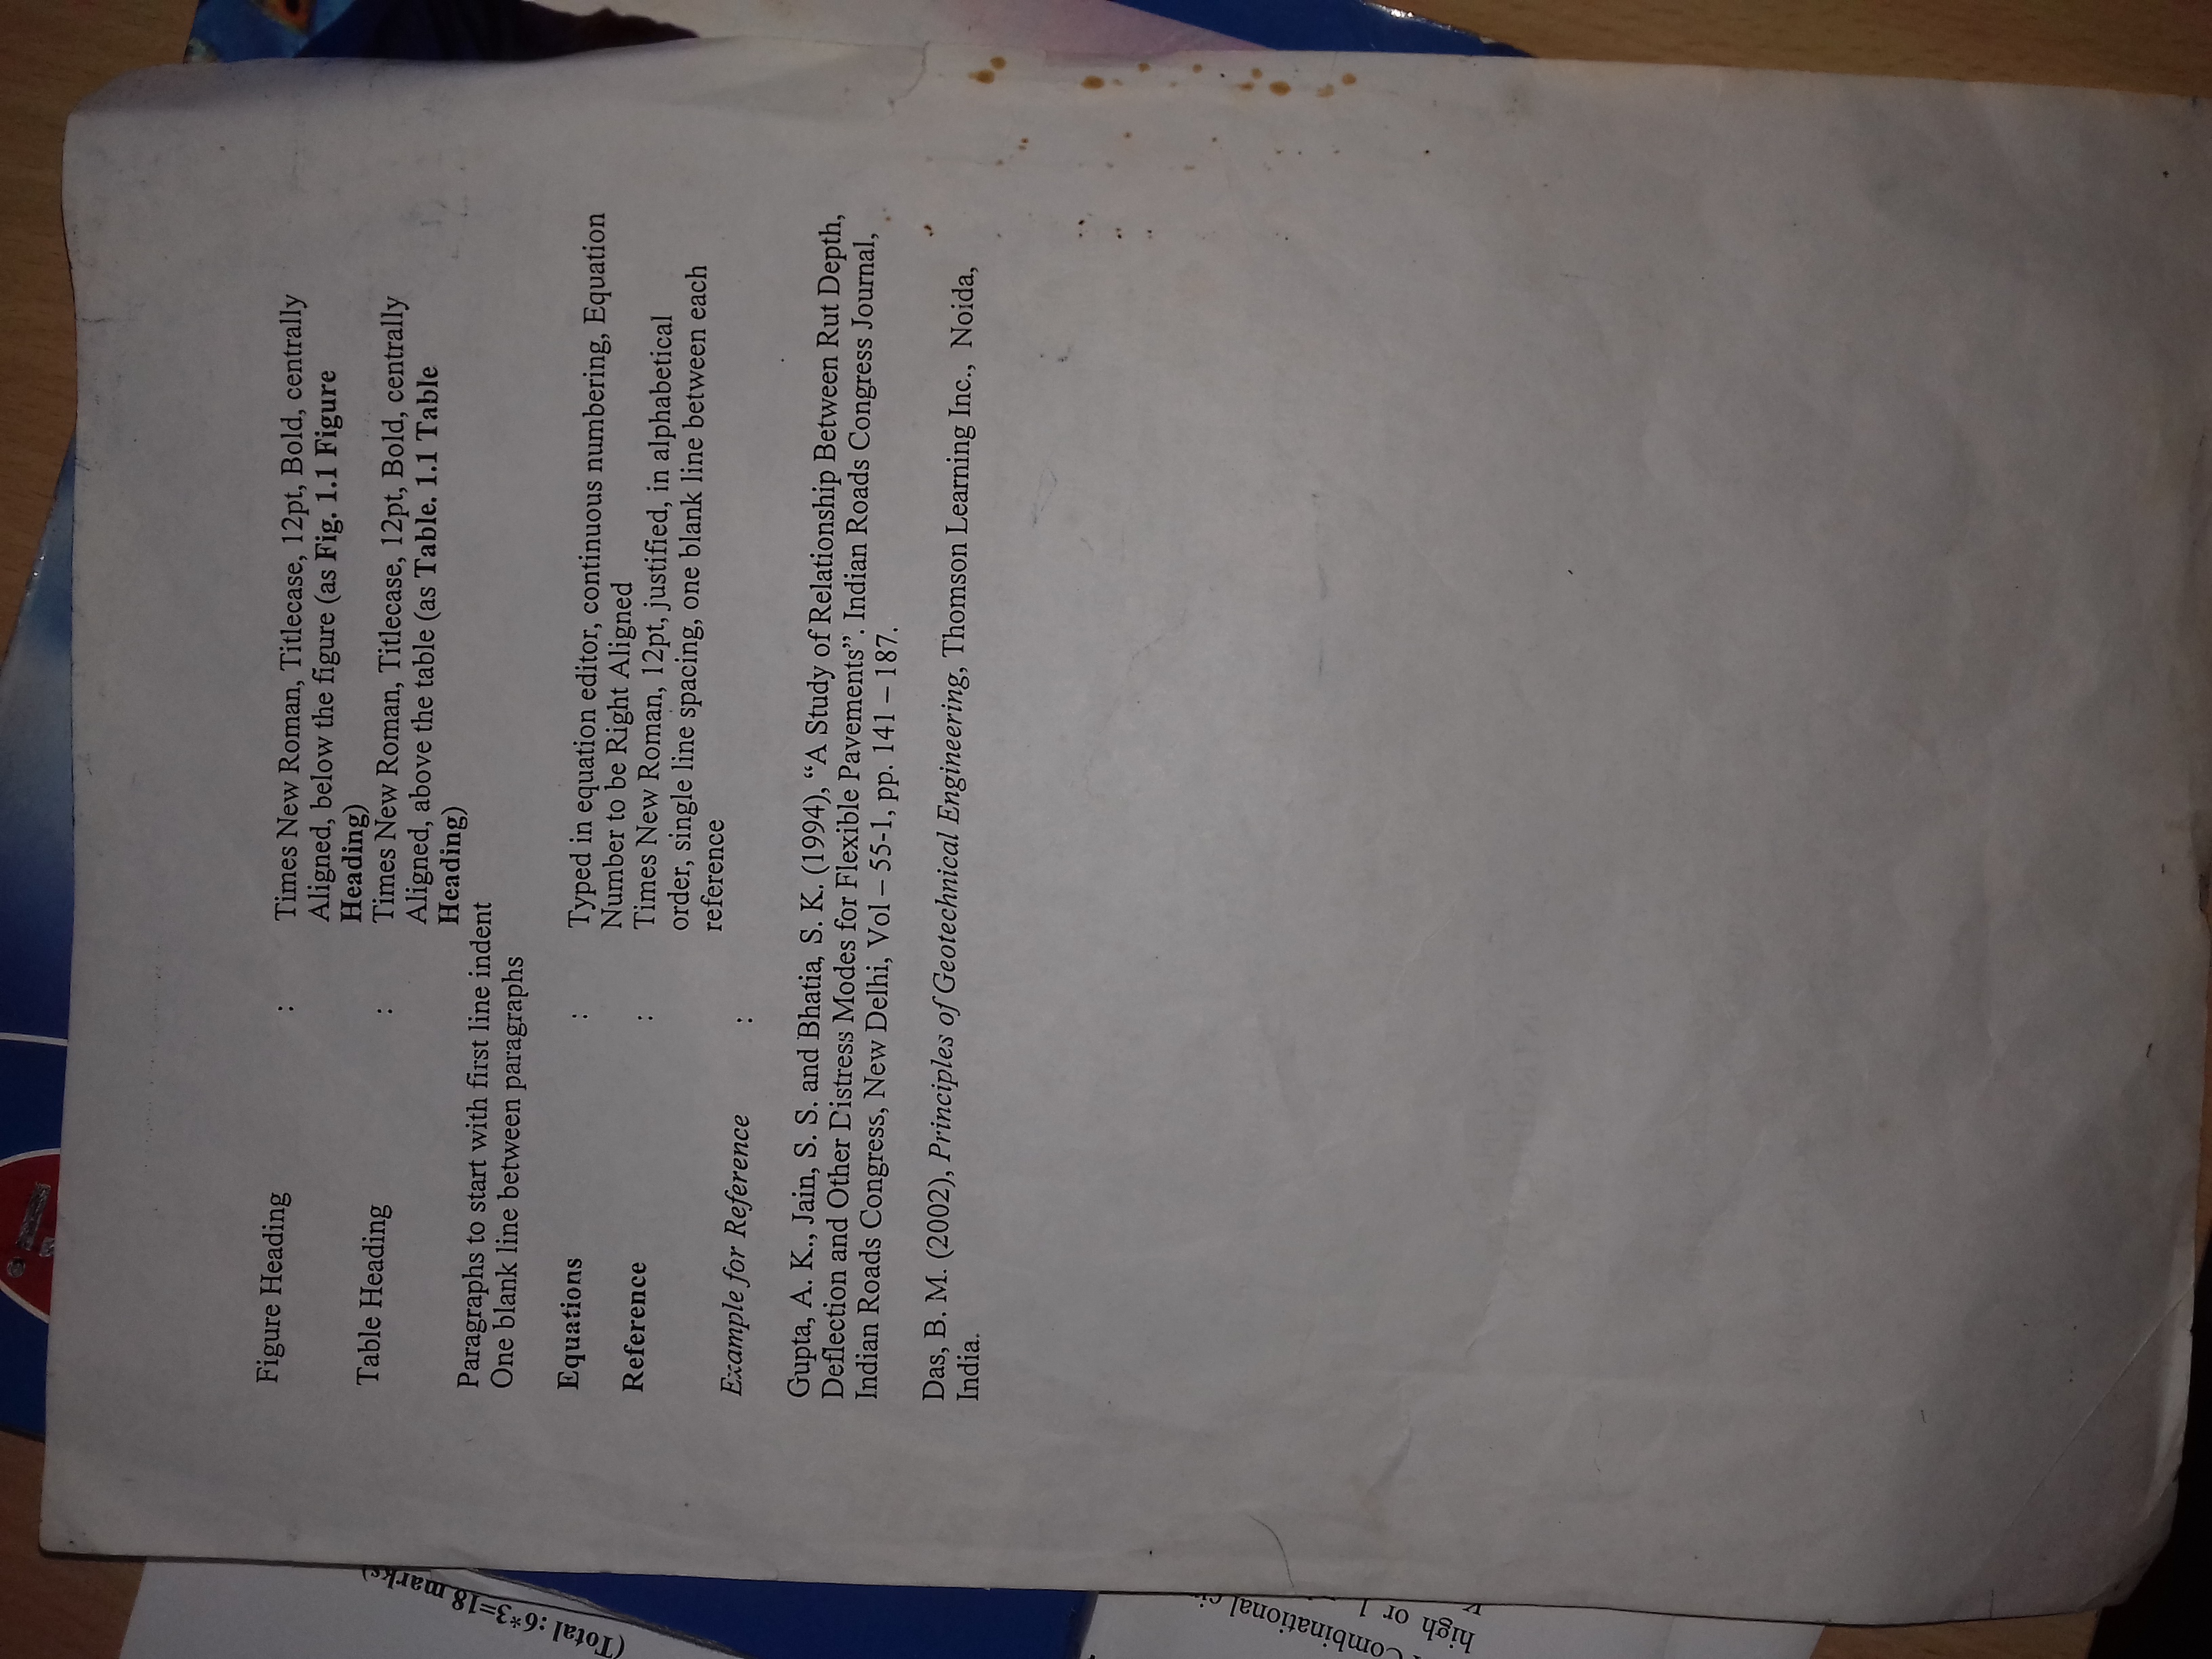 Figure Heading : Times New Roman, Titlecase, 12pt, Bold, centrally
Aligned, below the figure (as Fig. 1.1 Figure
Heading)
Table Heading : Times New Roman, Titlecase, 12pt, Bold, centrally
Aligned, above the table (as Table. 1.1 Table
Heading)
Paragraphs to start with first line indent
One blank line between paragraphs
Equations : Typed in equation editor, continuous numbering, Equation
Number to be Right Aligned
Reference : Times New Roman, 12pt, justified, in alphabetical
order, single line spacing, one blank line between each
reference
Example for Reference :
Gupta, A. K., Jain, S. S. and Bhatia, S. K. (1994), “A Study of Relationship Between Rut Depth,
Deflection and Other Distress Modes for Flexible Pavements”. Indian Roads Congress Journal,
Indian Roads Congress, New Delhi, Vol – 55-1, pp. 141 – 187.
Das, B. M. (2002), Principles of Geotechnical Engineering, Thomson Learning Inc., Noida,
India.
(Total :6*3=18 marks)
Combinational
high or